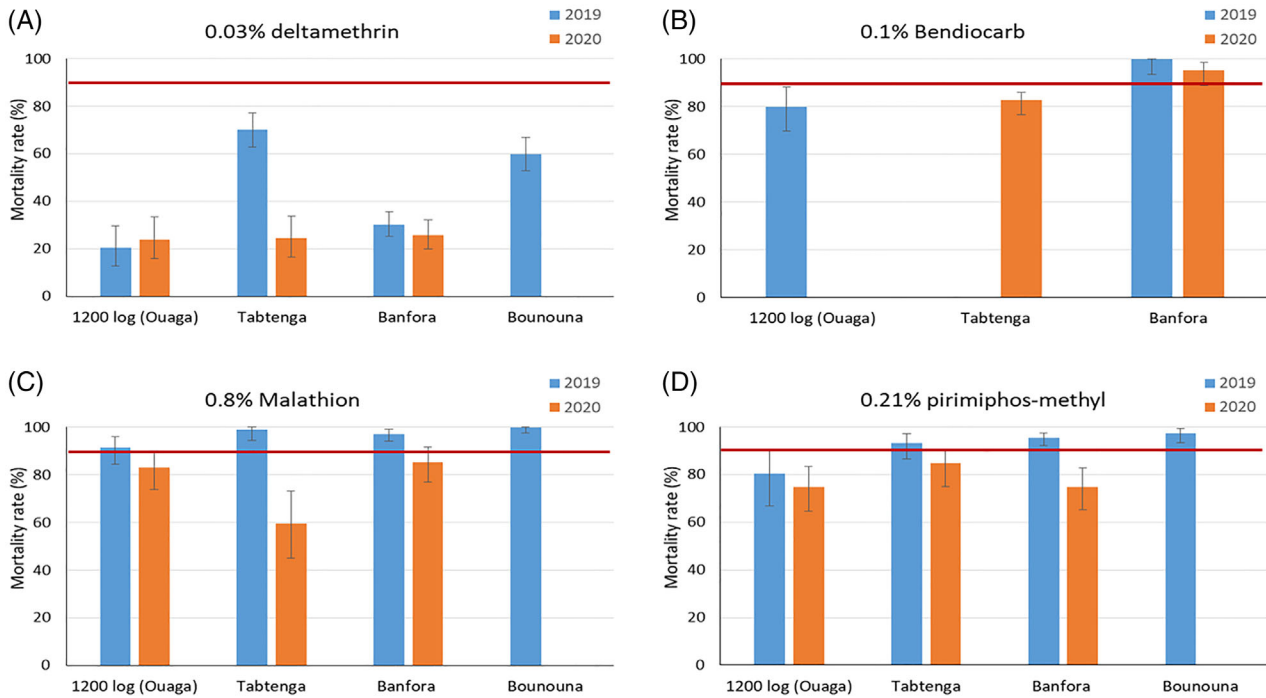 (A)
0.03% deltamethrin
2019
2020
Mortality rate (%)
100
80
60
40
20
0
1200 log (Ouaga) Tabtenga Banfora Bounouna
(B)
0.1% Bendiocarb
2019
2020
Mortality rate (%)
100
80
60
40
20
0
1200 log (Ouaga) Tabtenga Banfora
(C)
0.8% Malathion
2019
2020
Mortality rate (%)
100
80
60
40
20
0
1200 log (Ouaga) Tabtenga Banfora Bounouna
(D)
0.21% pirimiphos-methyl
2019
2020
Mortality rate (%)
100
80
60
40
20
0
1200 log (Ouaga) Tabtenga Banfora Bounouna